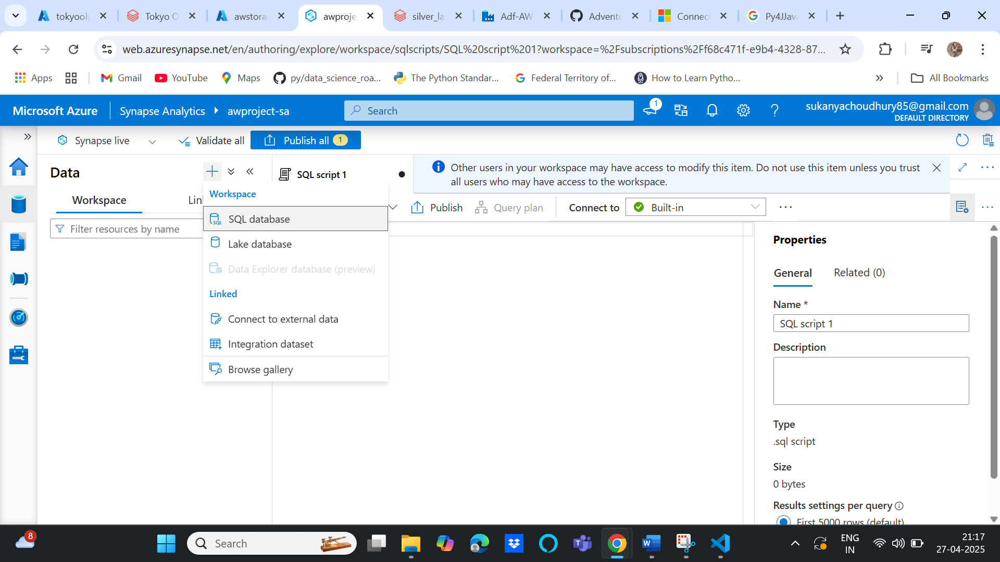 tokyooly
Tokyo O
awstorag
awproje
silver_la
Adf-AW
Adventu
Connect
Py4JJava
web.azuresynapse.net/en/authoring/explore/workspace/sqlscripts/SQL%20script%201?workspace=%2Fsubscriptions%2Ff68c471f-e9b4-4328-87...
Apps
Gmail
YouTube
Maps
py/data_science_roa...
The Python Standar...
Federal Territory of...
How to Learn Pytho...
All Bookmarks
Microsoft Azure
Synapse Analytics
awproject-sa
Search
1
sukanyachoudhury85@gmail.com
DEFAULT DIRECTORY
Synapse live
Validate all
Publish all 1
Data
SQL script 1
Other users in your workspace may have access to modify this item. Do not use this item unless you trust
all users who may have access to the workspace.
Workspace
Lin
Filter resources by name
Workspace
SQL database
Lake database
Data Explorer database (preview)
Linked
Connect to external data
Integration dataset
Browse gallery
Publish
Query plan
Connect to
Built-in
Properties
General
Related (0)
Name *
SQL script 1
Description
Type
.sql script
Size
0 bytes
Results settings per query
First 5000 rows (default)
8
Search
ENG
IN
21:17
27-04-2025